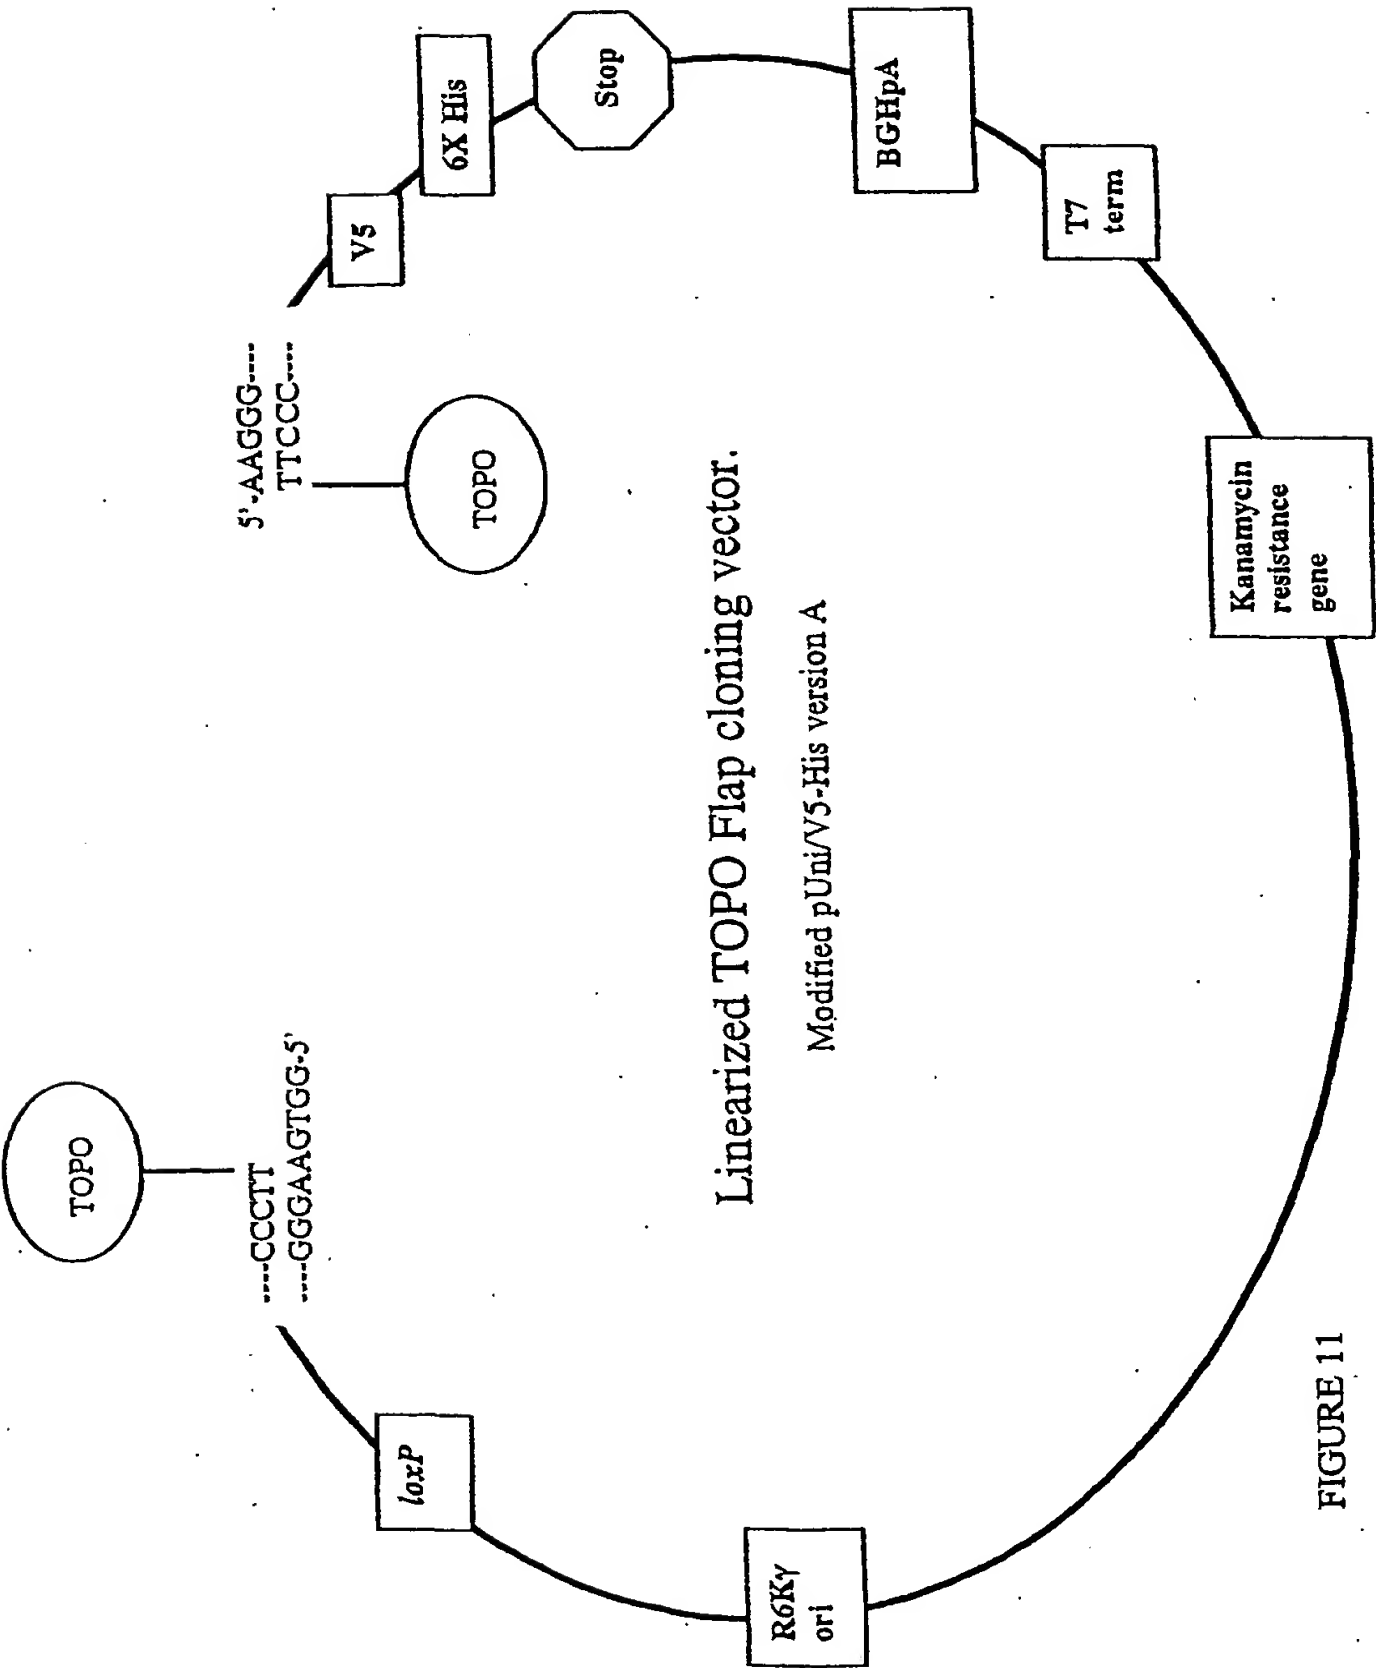 TOPO
----CCCTT
----GGGAAGTGG-5'
5'-AAGGG----
TTCCC----
TOPO
V5
6X His
Stop
BGHpA
T7
term
Kanamycin
resistance
gene
R6Kγ
ori
loxP
Linearized TOPO Flap cloning vector.
Modified pUni/V5-His version A
FIGURE 11